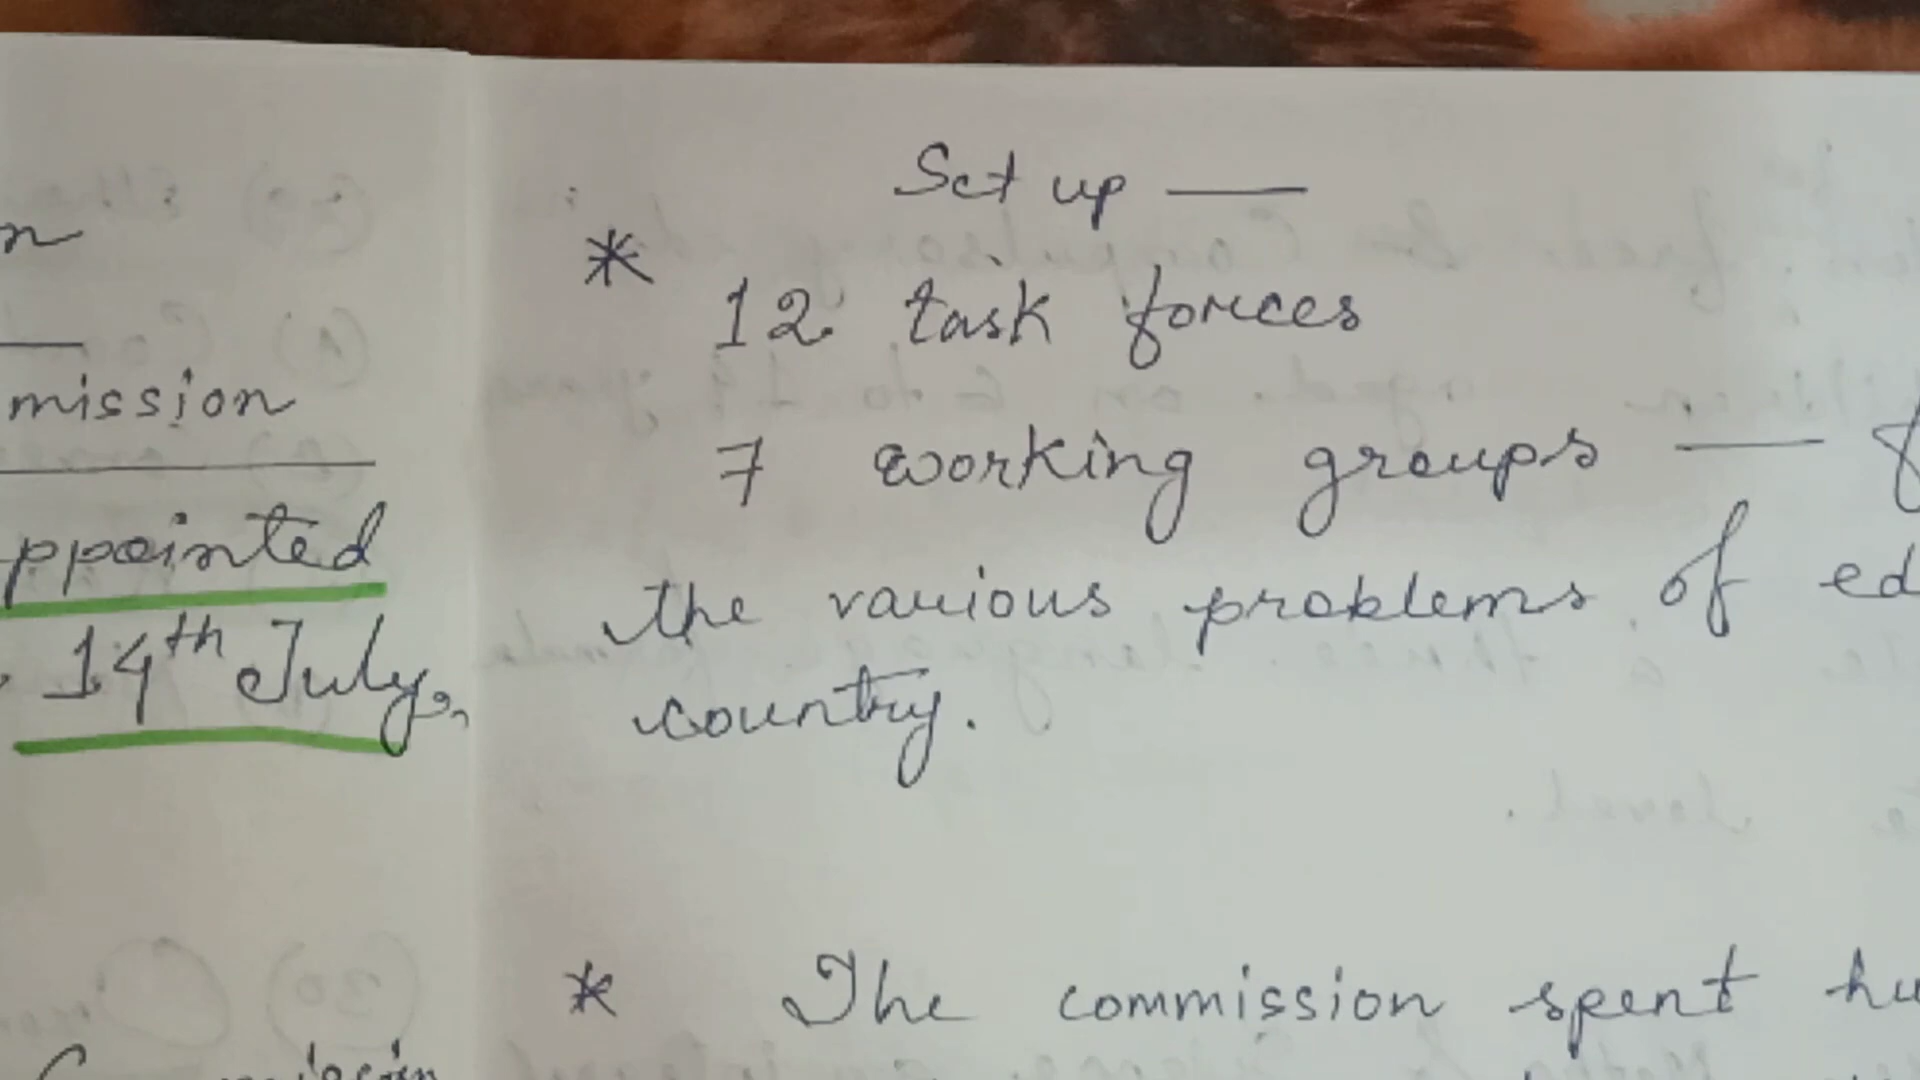 n
mission
ppointed
14th July,
Set up —
* 12 task forces
7 working groups —
the various problems of ed
country.
* The commission spent hu